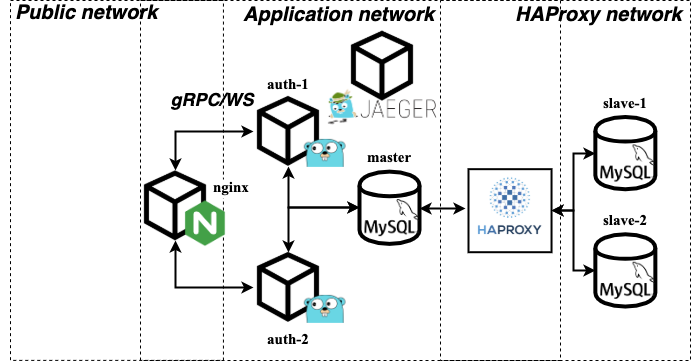 Public network
Application network
HAProxy network
auth-1
gRPC/WS
JAEGER
slave-1
MySQL
master
nginx
N
MySQL
HAPROXY
slave-2
MySQL
auth-2